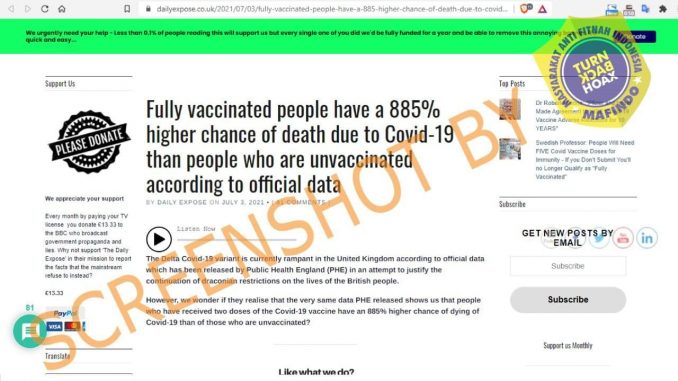 dailyexpose.co.uk/2021/07/03/fully-vaccinated-people-have-a-885-higher-chance-of-death-due-to-covid...
We urgently need your help - Less than 0.1% of people reading this will support us but every single one of you did we'd be fully funded for a year and be able to remove this annoying
quick and easy...
MASYARAKAT ANTI FITNAH INDONESIA
TURN
BACK
HOAX
MAFINDO
Support Us
PLEASE DONATE
We appreciate your support
Every month by paying your TV
license you donate £13.33 to
the BBC who broadcast
government propaganda and
lies. Why not support 'The Daily
Expose' in their mission to report
the facts that the mainstream
refuse to instead?
£13.33
81
PayPal
VISA
Translate
Fully vaccinated people have a 885%
higher chance of death due to Covid-19
than people who are unvaccinated
according to official data
BY DAILY EXPOSE ON JULY 3, 2021 • COMMENTS
Listen Now
The Delta Covid-19 variant is currently rampant in the United Kingdom according to official data
which has been released by Public Health England (PHE) in an attempt to justify the
continuation of draconian restrictions on the lives of the British people.
However, we wonder if they realise that the very same data PHE released shows us that people
who have received two doses of the Covid-19 vaccine have an 885% higher chance of dying of
Covid-19 than of those who are unvaccinated?
Like what we do?
Top Posts
Dr Robert
Made Agreement
Vaccine Adverse
YEARS"
Swedish Professor: People Will
Need FIVE Covid Vaccine Doses for
Immunity - If you Don't Submit You'll
no Longer Qualify as "Fully
Vaccinated"
Subscribe
GET NEW POSTS BY
EMAIL
Subscribe
Subscribe
Support us Monthly
SCREENSHOT BY